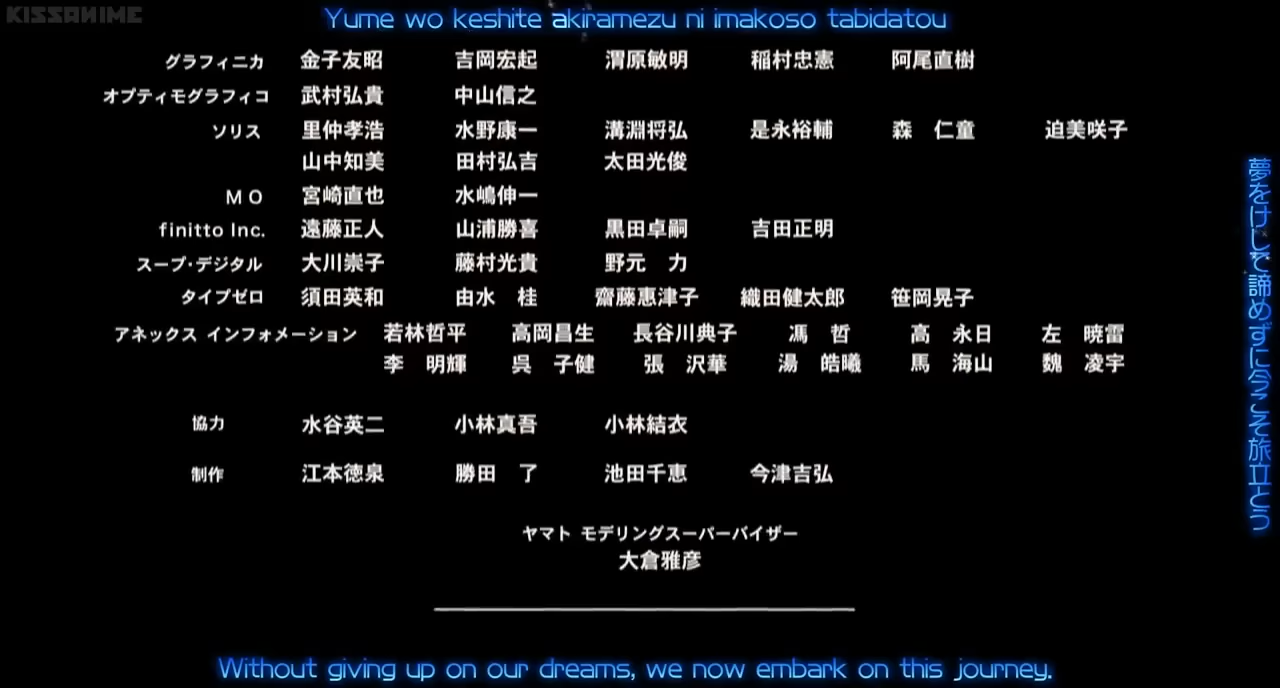 KISSANIME
Yume wo keshite akiramezu ni imakoso tabidatou
グラフィニカ 金子友昭 吉岡宏起 渭原敏明 稲村忠憲 阿尾直樹
オプティモグラフィコ 武村弘貴 中山信之
ソリス 里仲孝浩 水野康一 溝淵将弘 是永裕輔 森 仁童 迫美咲子
山中知美 田村弘吉 太田光俊
MO 宮崎直也 水嶋伸一
finitto Inc. 遠藤正人 山浦勝喜 黒田卓嗣 吉田正明
スープ・デジタル 大川崇子 藤村光貴 野元 力
タイプゼロ 須田英和 由水 桂 齋藤惠津子 織田健太郎 笹岡晃子
アネックス インフォメーション 若林哲平 高岡昌生 長谷川典子 馮 哲 高 永日 左 暁雷
李 明輝 呉 子健 張 沢華 湯 皓曦 馬 海山 魏 凌宇
協力 水谷英二 小林真吾 小林結衣
制作 江本徳泉 勝田 了 池田千恵 今津吉弘
ヤマト モデリングスーパーバイザー
大倉雅彦
夢をけして諦めずに今こそ旅立とう
Without giving up on our dreams, we now embark on this journey.